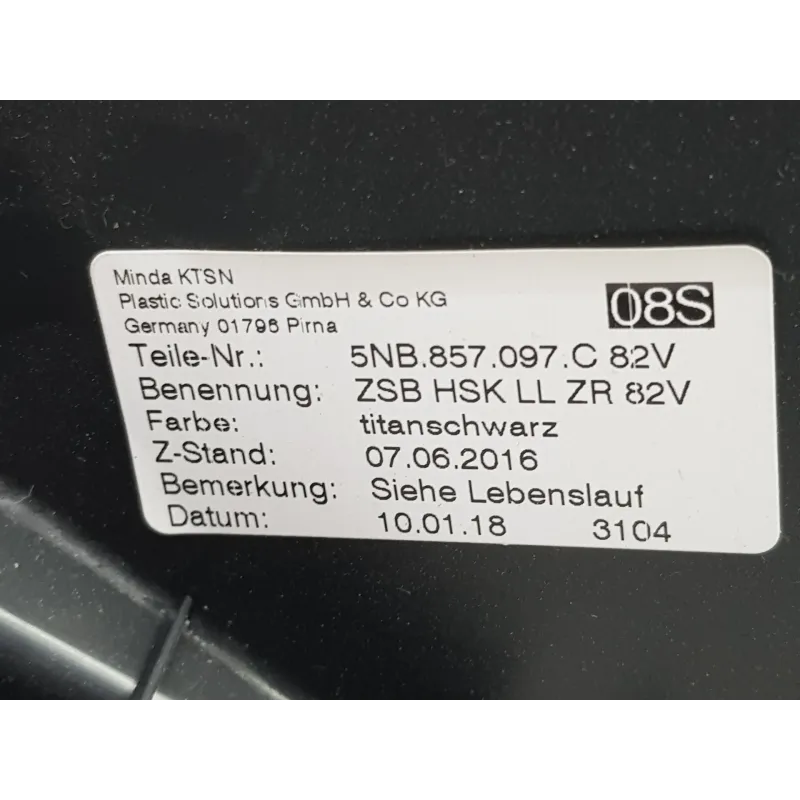 Minda KTSN
Plastic Solutions GmbH & Co KG
Germany 01796 Pirna
08S
Teile-Nr.: 5NB.857.097.C 82V
Benennung: ZSB HSK LL ZR 82V
Farbe: titanschwarz
Z-Stand: 07.06.2016
Bemerkung: Siehe Lebenslauf
Datum: 10.01.18 3104